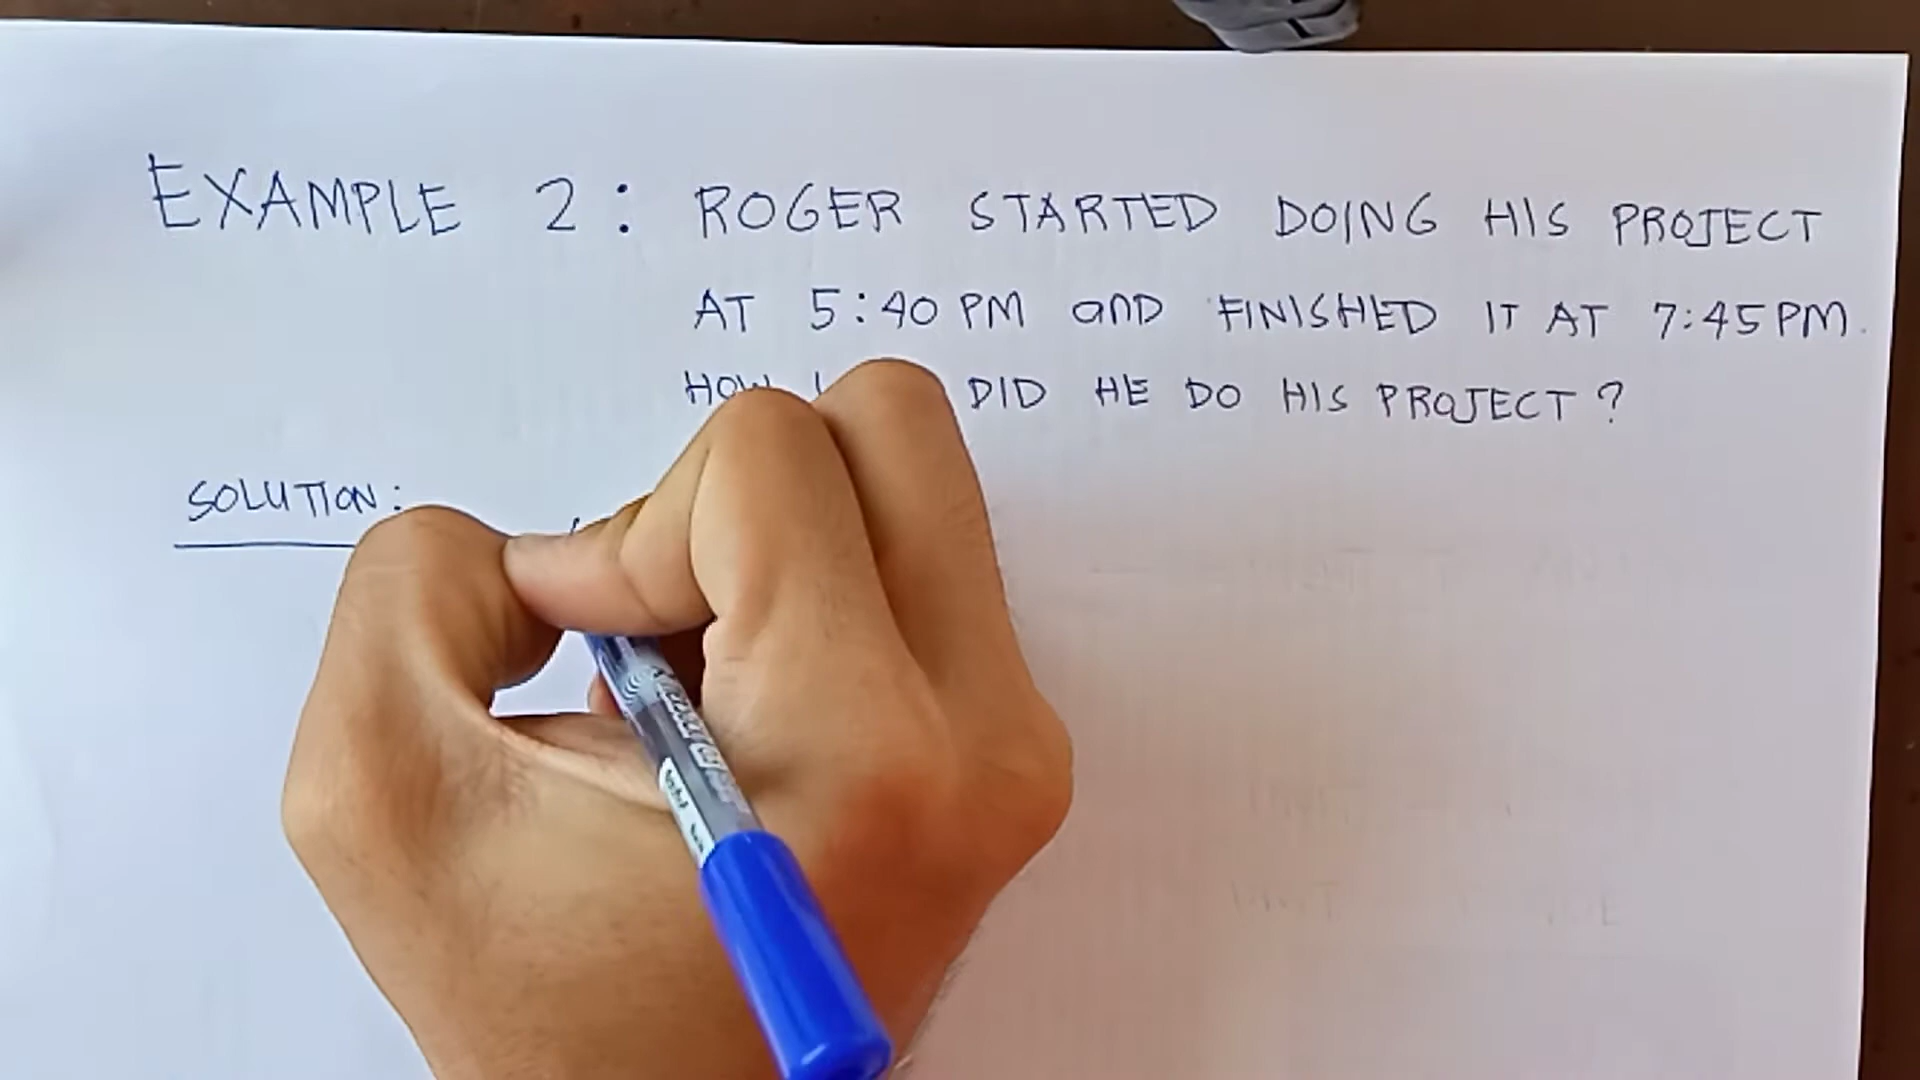 EXAMPLE 2: ROGER STARTED DOING HIS PROJECT
AT 5:40 PM anD FINISHED IT AT 7:45 PM.
HOW DID HE DO HIS PROJECT?
SOLUTION: